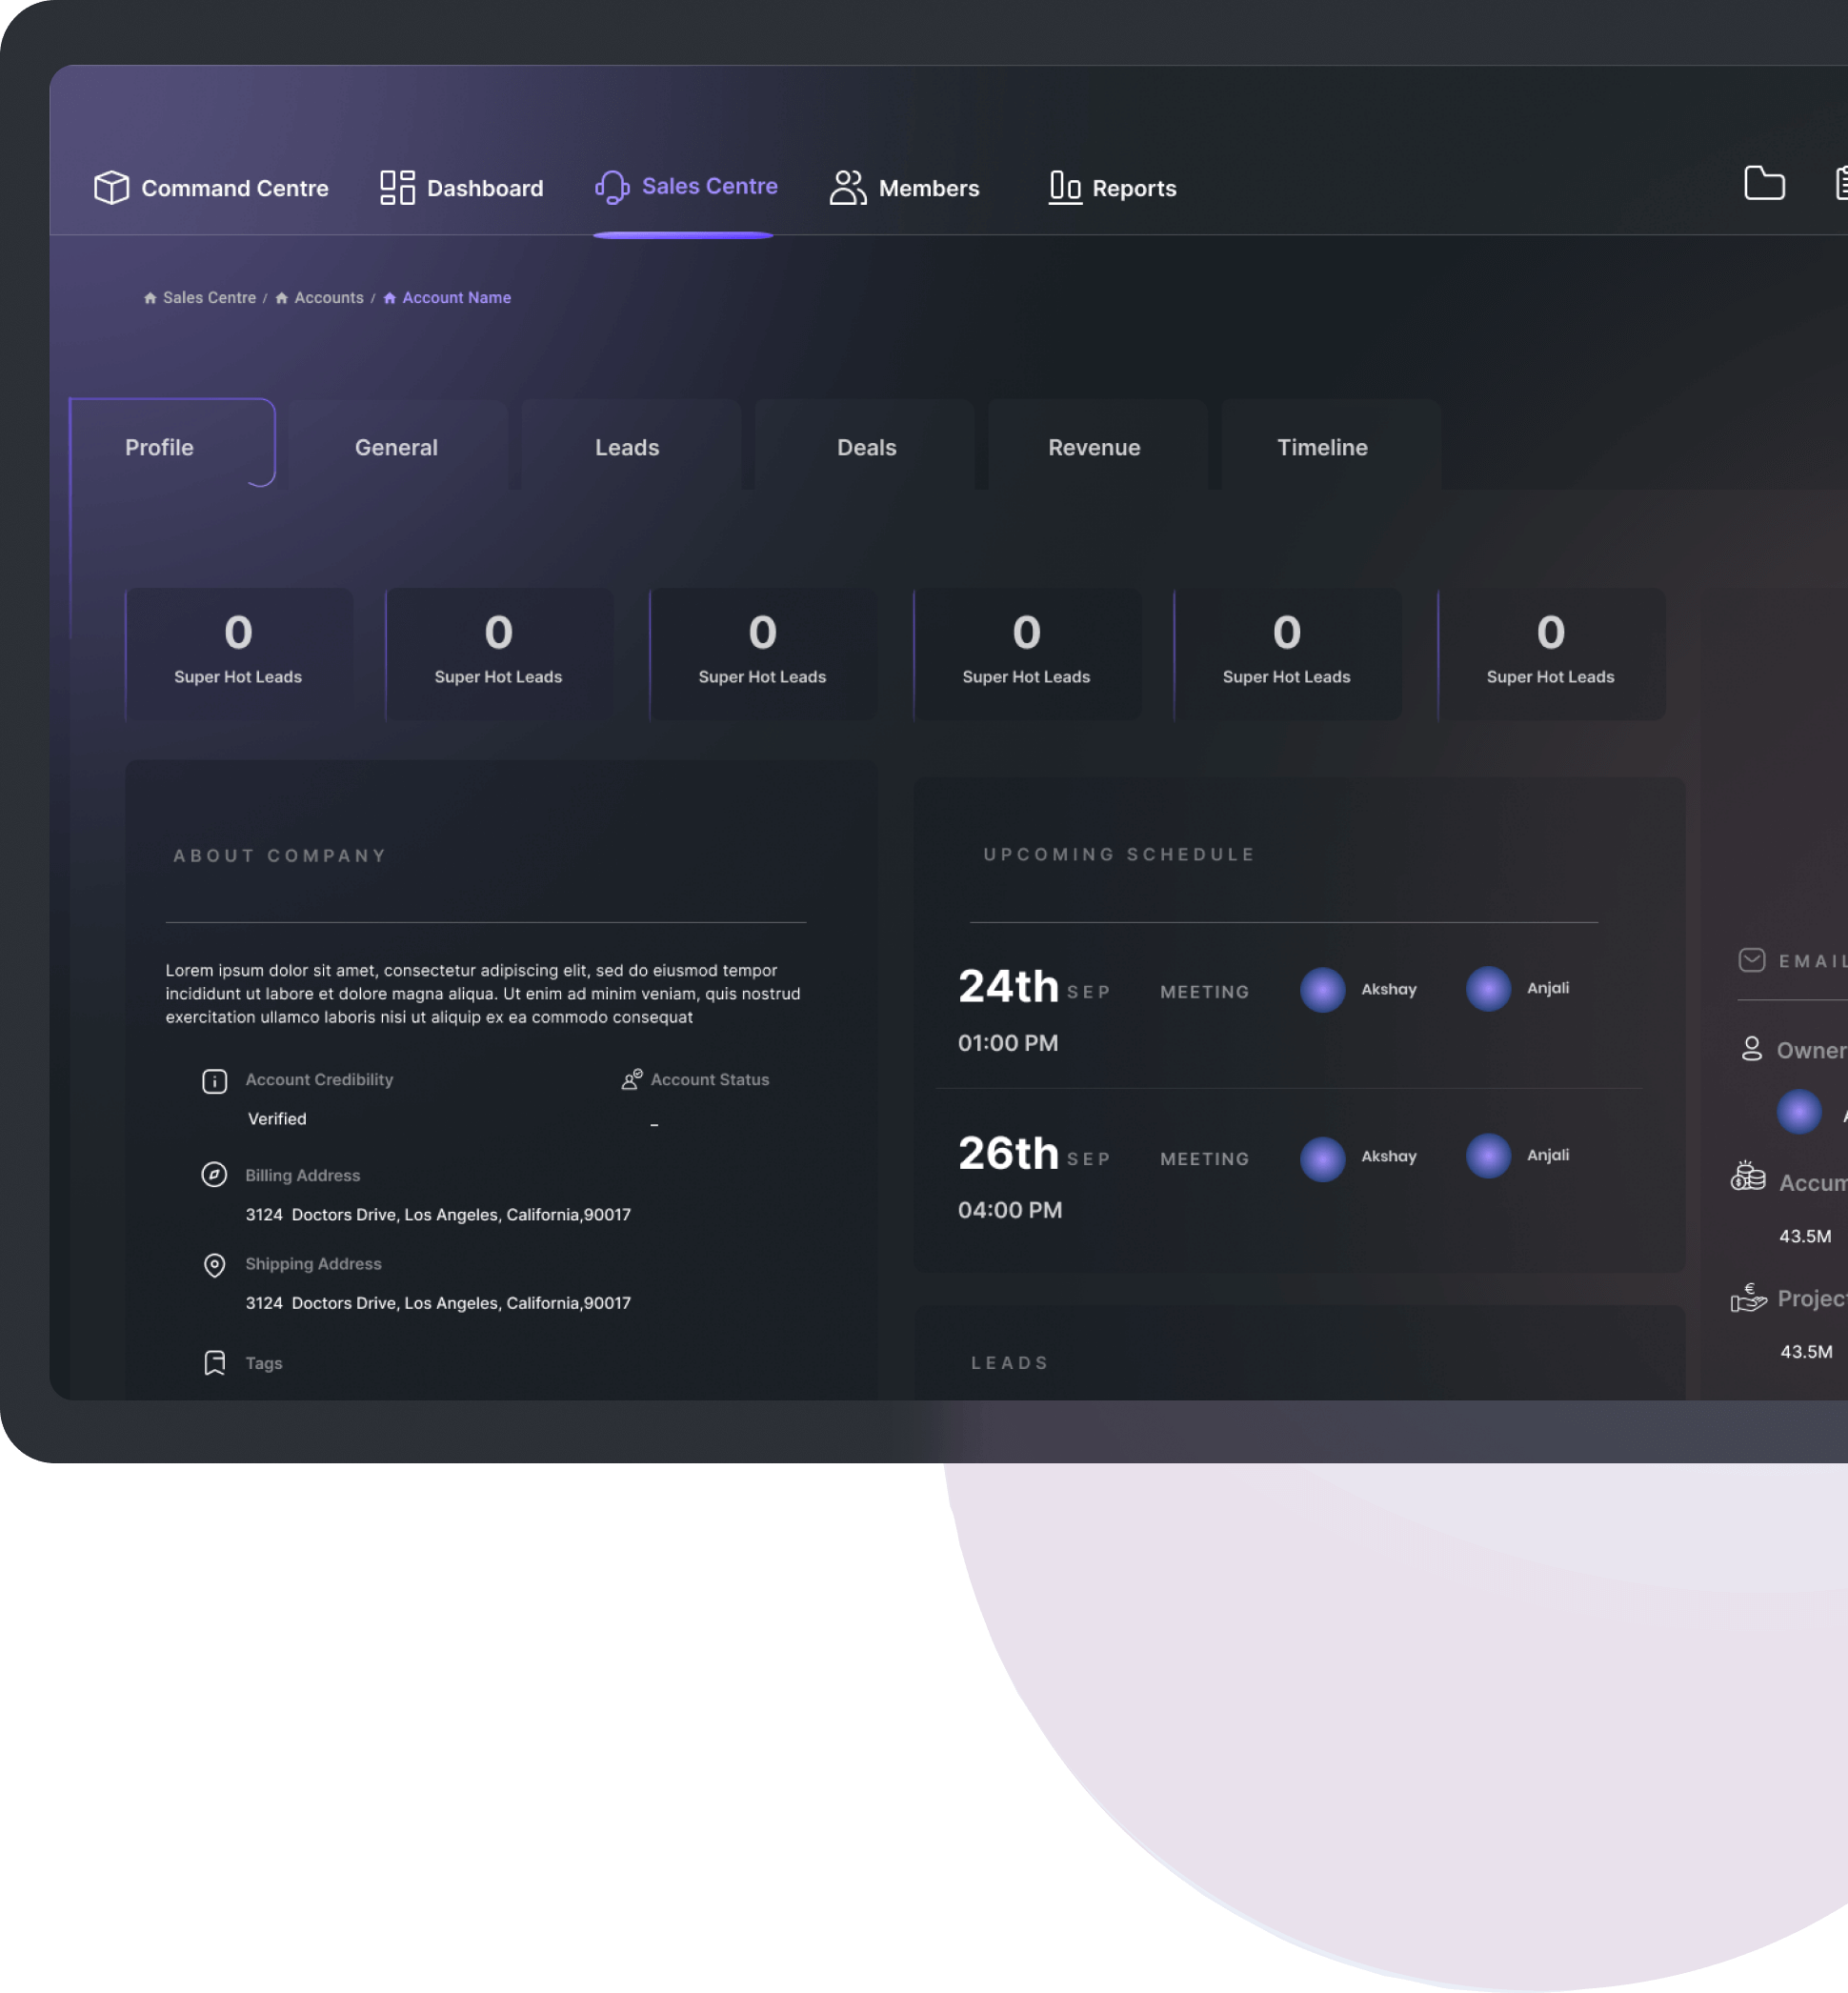 Command Centre
Dashboard
Sales Centre
Members
Reports
Sales Centre / Accounts / Account Name
Profile
General
Leads
Deals
Revenue
Timeline
0
Super Hot Leads
0
Super Hot Leads
0
Super Hot Leads
0
Super Hot Leads
0
Super Hot Leads
0
Super Hot Leads
ABOUT COMPANY
Lorem ipsum dolor sit amet, consectetur adipiscing elit, sed do eiusmod tempor
incididunt ut labore et dolore magna aliqua. Ut enim ad minim veniam, quis nostrud
exercitation ullamco laboris nisi ut aliquip ex ea commodo consequat
Account Credibility
Verified
Account Status
_
Billing Address
3124 Doctors Drive, Los Angeles, California,90017
Shipping Address
3124 Doctors Drive, Los Angeles, California,90017
Tags
UPCOMING SCHEDULE
24th SEP MEETING Akshay Anjali
01:00 PM
26th SEP MEETING Akshay Anjali
04:00 PM
LEADS
EMAIL
Owner
Accum
43.5M
Projec
43.5M